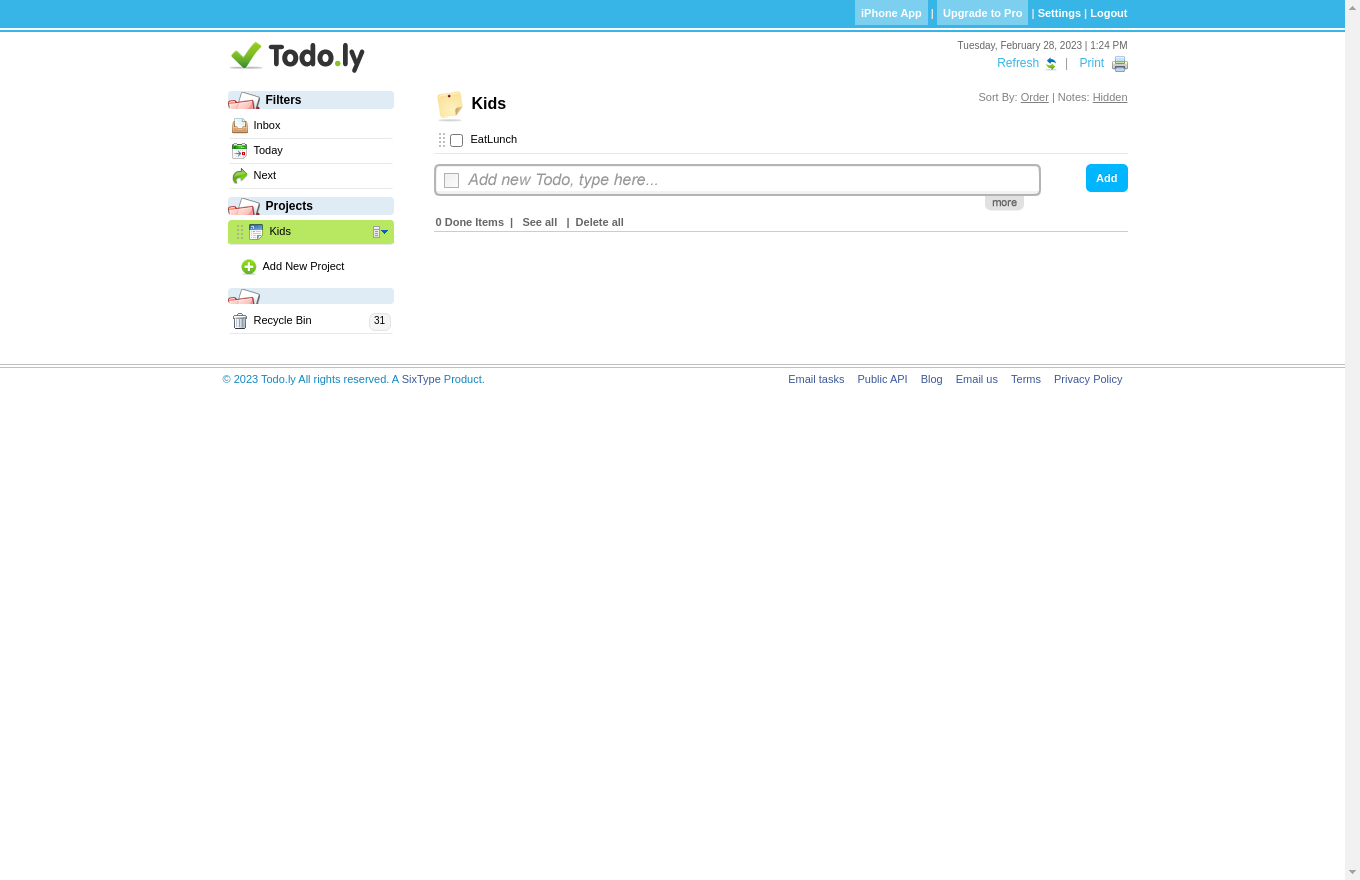 iPhone App | Upgrade to Pro | Settings | Logout
Todo.ly
Tuesday, February 28, 2023 | 1:24 PM
Refresh | Print
Filters
Inbox
Today
Next
Projects
Kids
Add New Project
Recycle Bin 31
Kids
Sort By: Order | Notes: Hidden
EatLunch
Add new Todo, type here...
Add
more
0 Done Items | See all | Delete all
© 2023 Todo.ly All rights reserved. A SixType Product.
Email tasks Public API Blog Email us Terms Privacy Policy